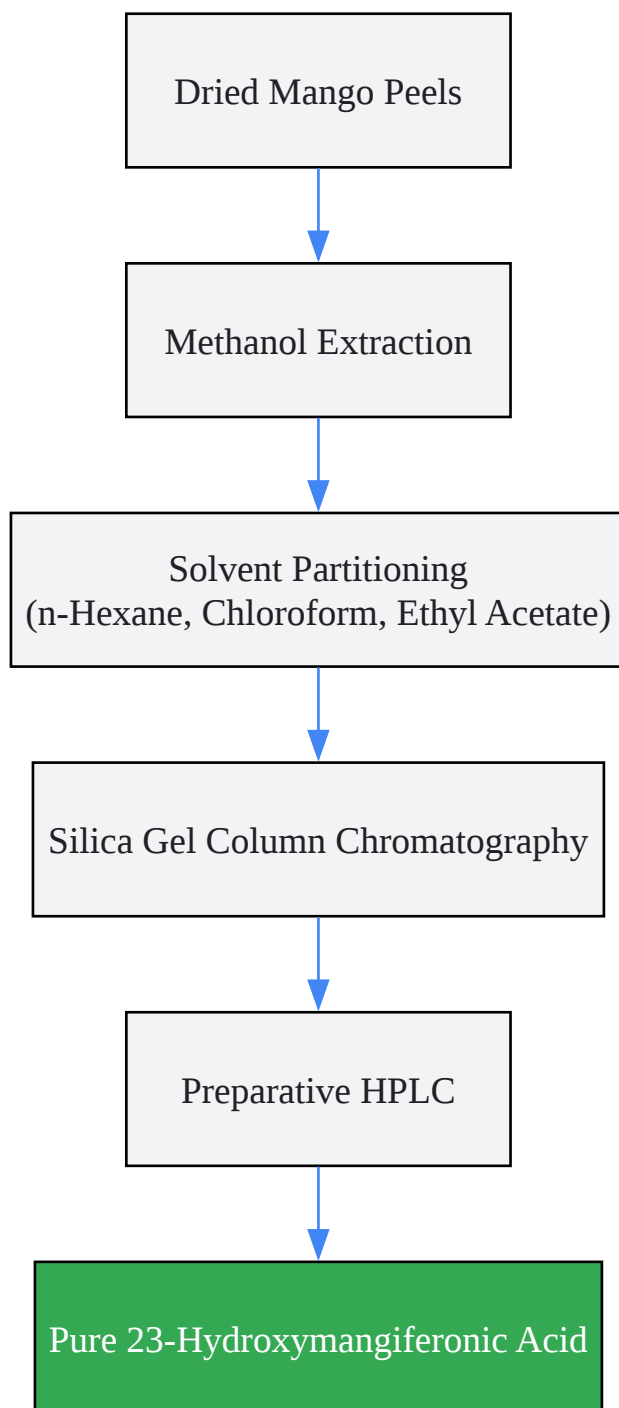 Dried Mango Peels
Methanol Extraction
Solvent Partitioning
(n-Hexane, Chloroform, Ethyl Acetate)
Silica Gel Column Chromatography
Preparative HPLC
Pure 23-Hydroxymangiferonic Acid